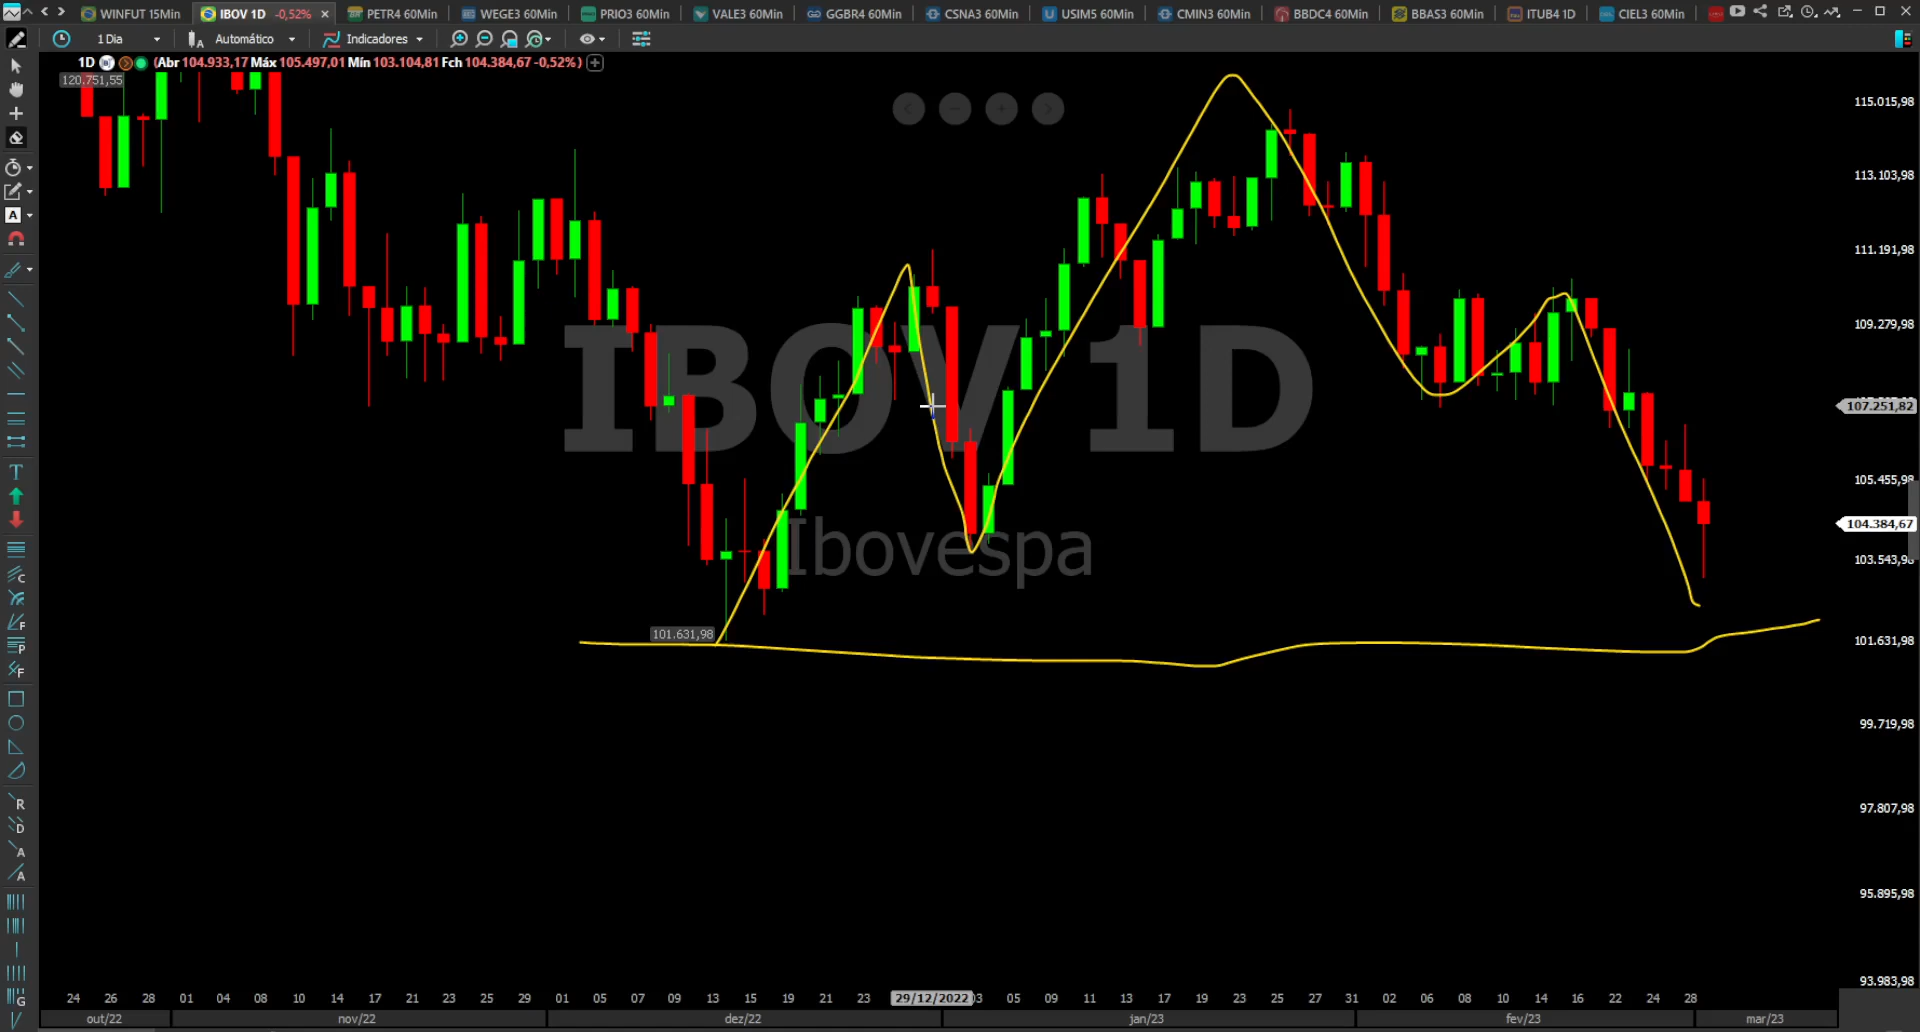 WINFUT 15Min IBOV 1D -0,52% PETR4 60Min WEGE3 60Min PRIO3 60Min VALE3 60Min GGBR4 60Min CSNA3 60Min USIM5 60Min CMIN3 60Min BBDC4 60Min BBAS3 60Min ITUB4 1D CIEL3 60Min
1 Dia Automático Indicadores
1D (Abr 104.933,17 Máx 105.497,01 Mín 103.104,81 Fch 104.384,67 -0,52%)
120.751,55
115.015,98
113.103,98
111.191,98
109.279,98
IBOV 1D
107.251,82
105.455,98
104.384,67
Ibovespa
103.543,98
101.631,98
101.631,98
99.719,98
97.807,98
95.895,98
93.983,98
24 26 28 01 04 08 10 14 17 21 23 25 29 01 05 07 09 13 15 19 21 23 29/12/2022 03 05 09 11 13 17 19 23 25 27 31 02 06 08 10 14 16 22 24 28
out/22 nov/22 dez/22 jan/23 fev/23 mar/23